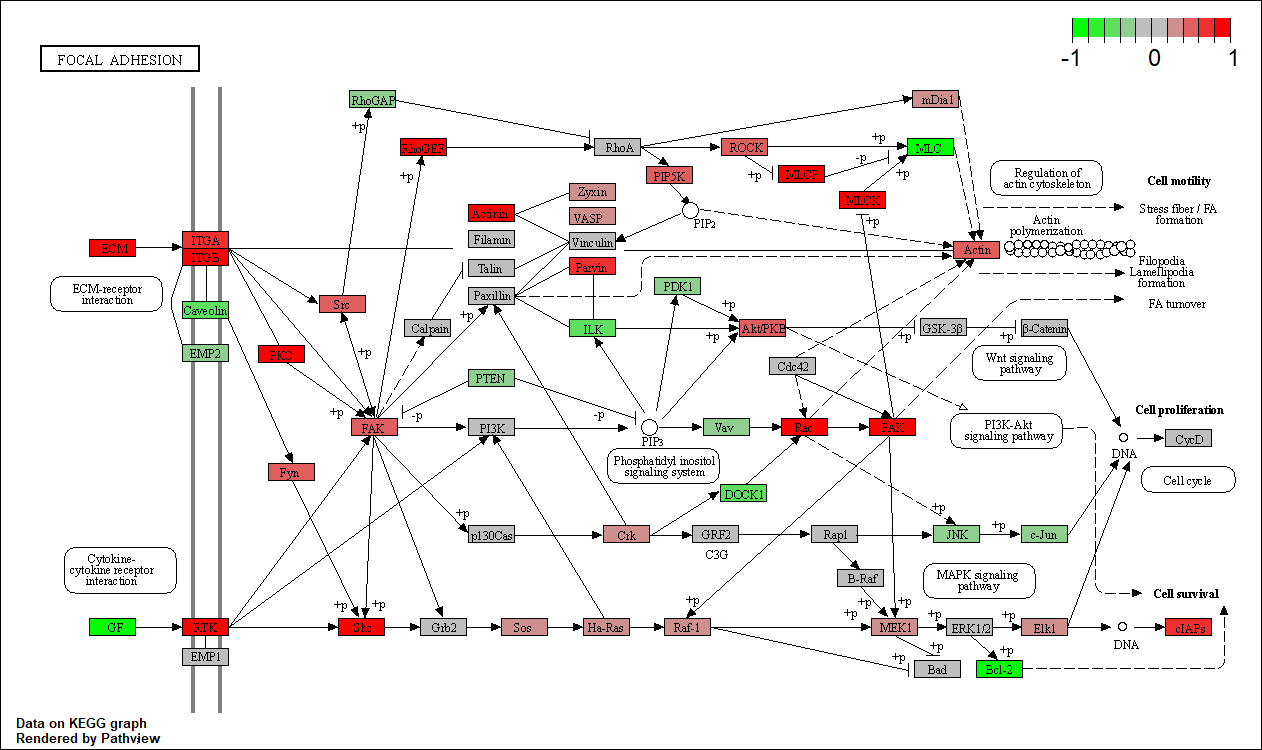 -1 0 1
FOCAL ADHESION
RhoGAP
mDia1
+p
RhoGEF
RhoA
ROCK
+p
MLC
-p
+p
PIP5K
+p
MLCP
+p
MLCK
+p
Regulation of
actin cytoskeleton
Cell motility
Zyxin
Actinin
VASP
PIP2
Stress fiber / FA
formation
Actin
polymerization
ECM
ITGA
ITGB
Filamin
Vinculin
Actin
Talin
Parvin
Filopodia
Lamellipodia
formation
ECM-receptor
interaction
Paxillin
PDK1
FA turnover
Caveolin
Src
+p
+p
Calpain
ILK
+p
Akt/PKB
GSK-3β
+p
β-Catenin
EMP2
PKC
+p
Cdc42
Wnt signaling
pathway
PTEN
+p
-p
-p
Cell proliferation
FAK
PI3K
PIP3
Vav
Rac
PAK
PI3K-Akt
signaling pathway
CycD
DNA
Phosphatidyl inositol
signaling system
Fyn
Cell cycle
DOCK1
+p
+p
p130Cas
Crk
GRF2
C3G
Rap1
JNK
+p
c-Jun
Cytokine-
cytokine receptor
interaction
B-Raf
MAPK signaling
pathway
+p
+p
+p
+p
+p
+p
+p
+p
Cell survival
GF
RTK
Shc
Grb2
Sos
Ha-Ras
Raf-1
MEK1
ERK1/2
Elk1
DNA
cIAPs
EMP1
+p
+p
Bad
Bcl-2
Data on KEGG graph
Rendered by Pathview